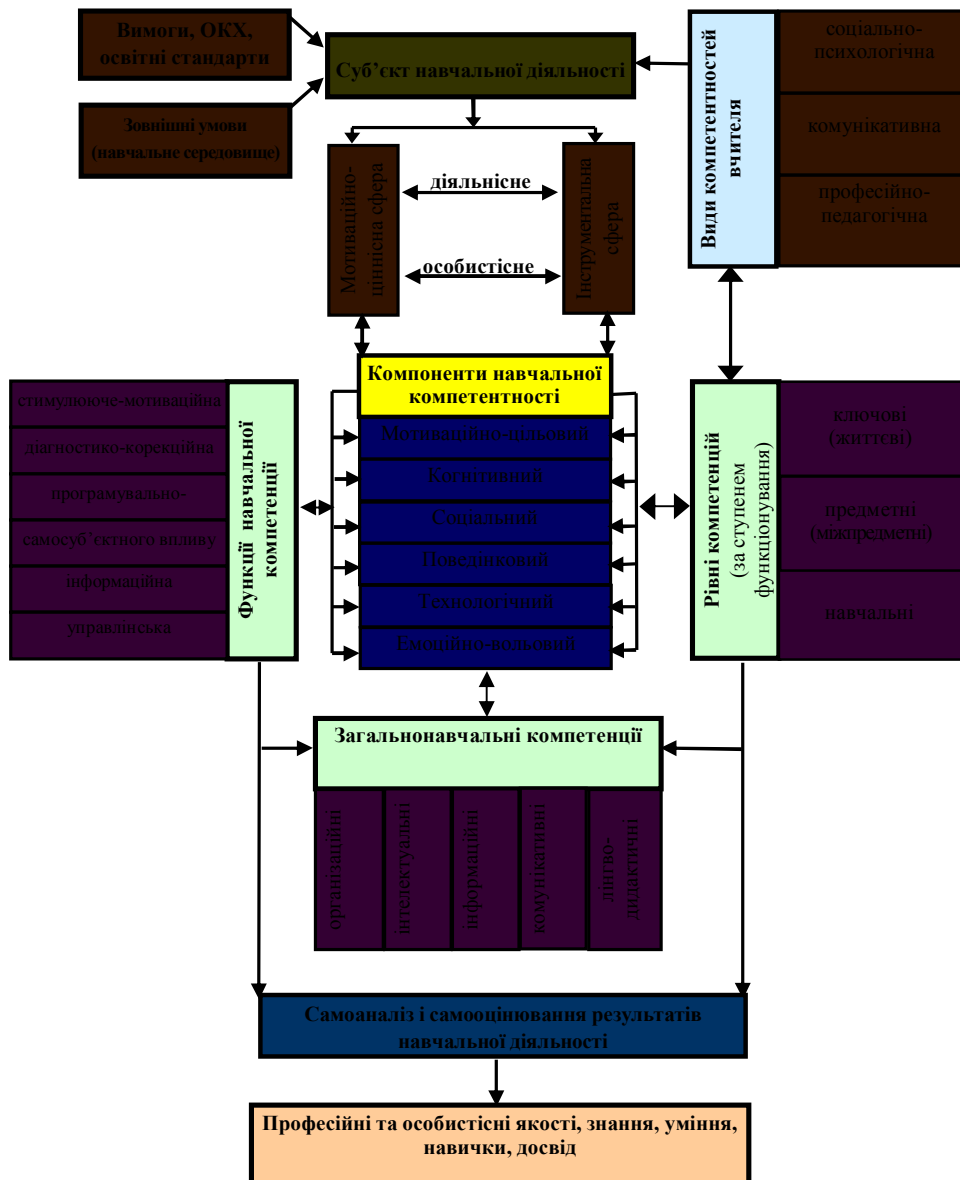 Вимоги, ОКХ,
освітні стандарти
Зовнішні умови
(навчальне середовище)
Суб’єкт навчальної діяльності
Види компетентностей
вчителя
соціально-
психологічна
комунікативна
професійно-
педагогічна
Мотиваційно-
ціннісна сфера
діяльнісне
особистісне
Інструментальна
сфера
Компоненти навчальної
компетентності
Мотиваційно-цільовий
Когнітивний
Соціальний
Поведінковий
Технологічний
Емоційно-вольовий
стимулююче-мотиваційна
діагностико-корекційна
програмувально-
самосуб’єктного впливу
інформаційна
управлінська
Функції навчальної
компетенції
Рівні компетенцій
(за ступенем
функціонування)
ключові
(життєві)
предметні
(міжпредметні)
навчальні
Загальнонавчальні компетенції
організаційні
інтелектуальні
інформаційні
комунікативні
лінгво-
дидактичні
Самоаналіз і самооцінювання результатів
навчальної діяльності
Професійні та особистісні якості, знання, уміння,
навички, досвід